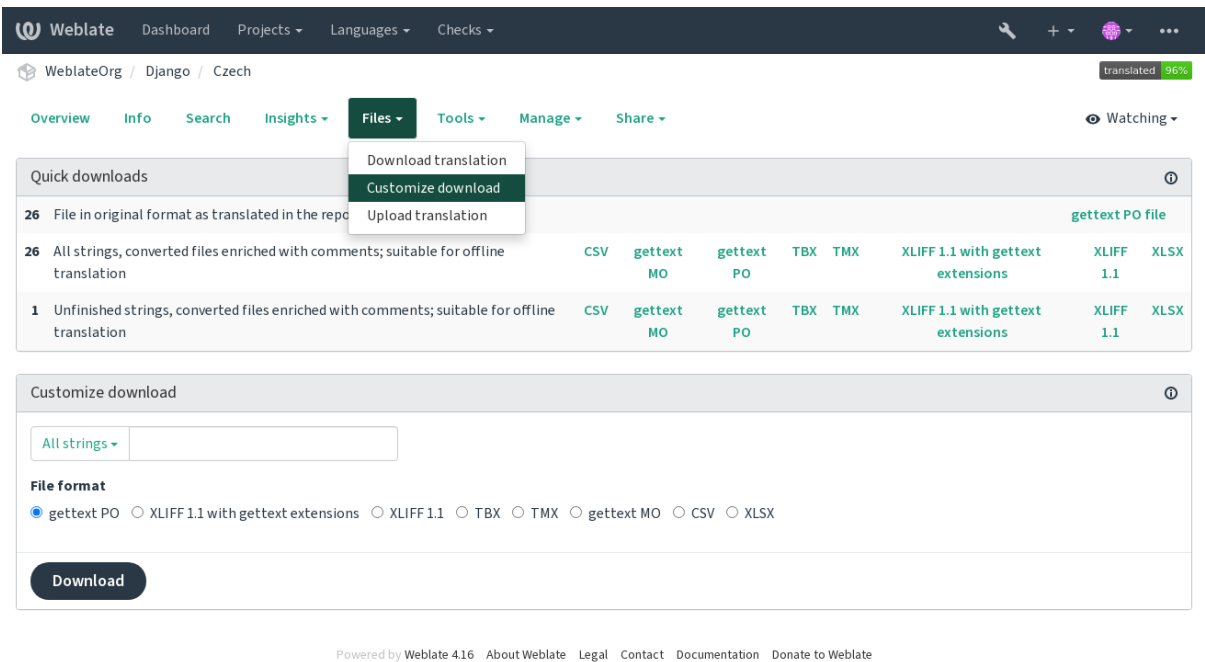 Weblate Dashboard Projects Languages Checks
WeblateOrg / Django / Czech translated 96%
Overview Info Search Insights Files Tools Manage Share Watching
Download translation
Customize download
Upload translation
Quick downloads
26 File in original format as translated in the repo gettext PO file
26 All strings, converted files enriched with comments; suitable for offline CSV gettext gettext TBX TMX XLIFF 1.1 with gettext XLIFF XLSX
translation MO PO extensions 1.1
1 Unfinished strings, converted files enriched with comments; suitable for offline CSV gettext gettext TBX TMX XLIFF 1.1 with gettext XLIFF XLSX
translation MO PO extensions 1.1
Customize download
All strings
File format
gettext PO XLIFF 1.1 with gettext extensions XLIFF 1.1 TBX TMX gettext MO CSV XLSX
Download
Powered by Weblate 4.16 About Weblate Legal Contact Documentation Donate to Weblate